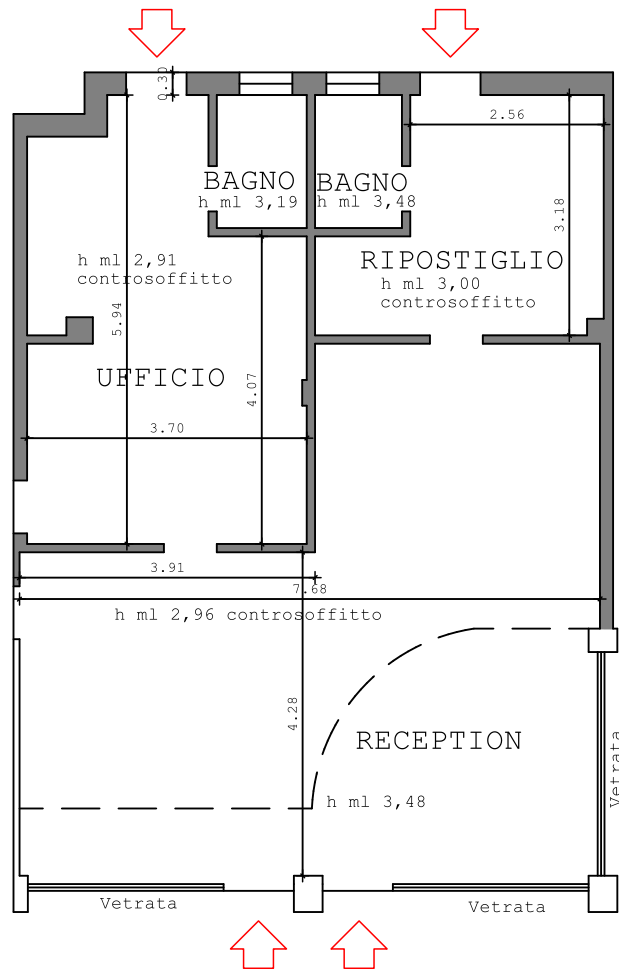 0.30
2.56
BAGNO
h ml 3,19
BAGNO
h ml 3,48
3.18
h ml 2,91
controsoffitto
RIPOSTIGLIO
h ml 3,00
controsoffitto
5.94
UFFICIO
4.07
3.70
3.91
7.68
h ml 2,96 controsoffitto
4.28
RECEPTION
Vetrata
h ml 3,48
Vetrata
Vetrata